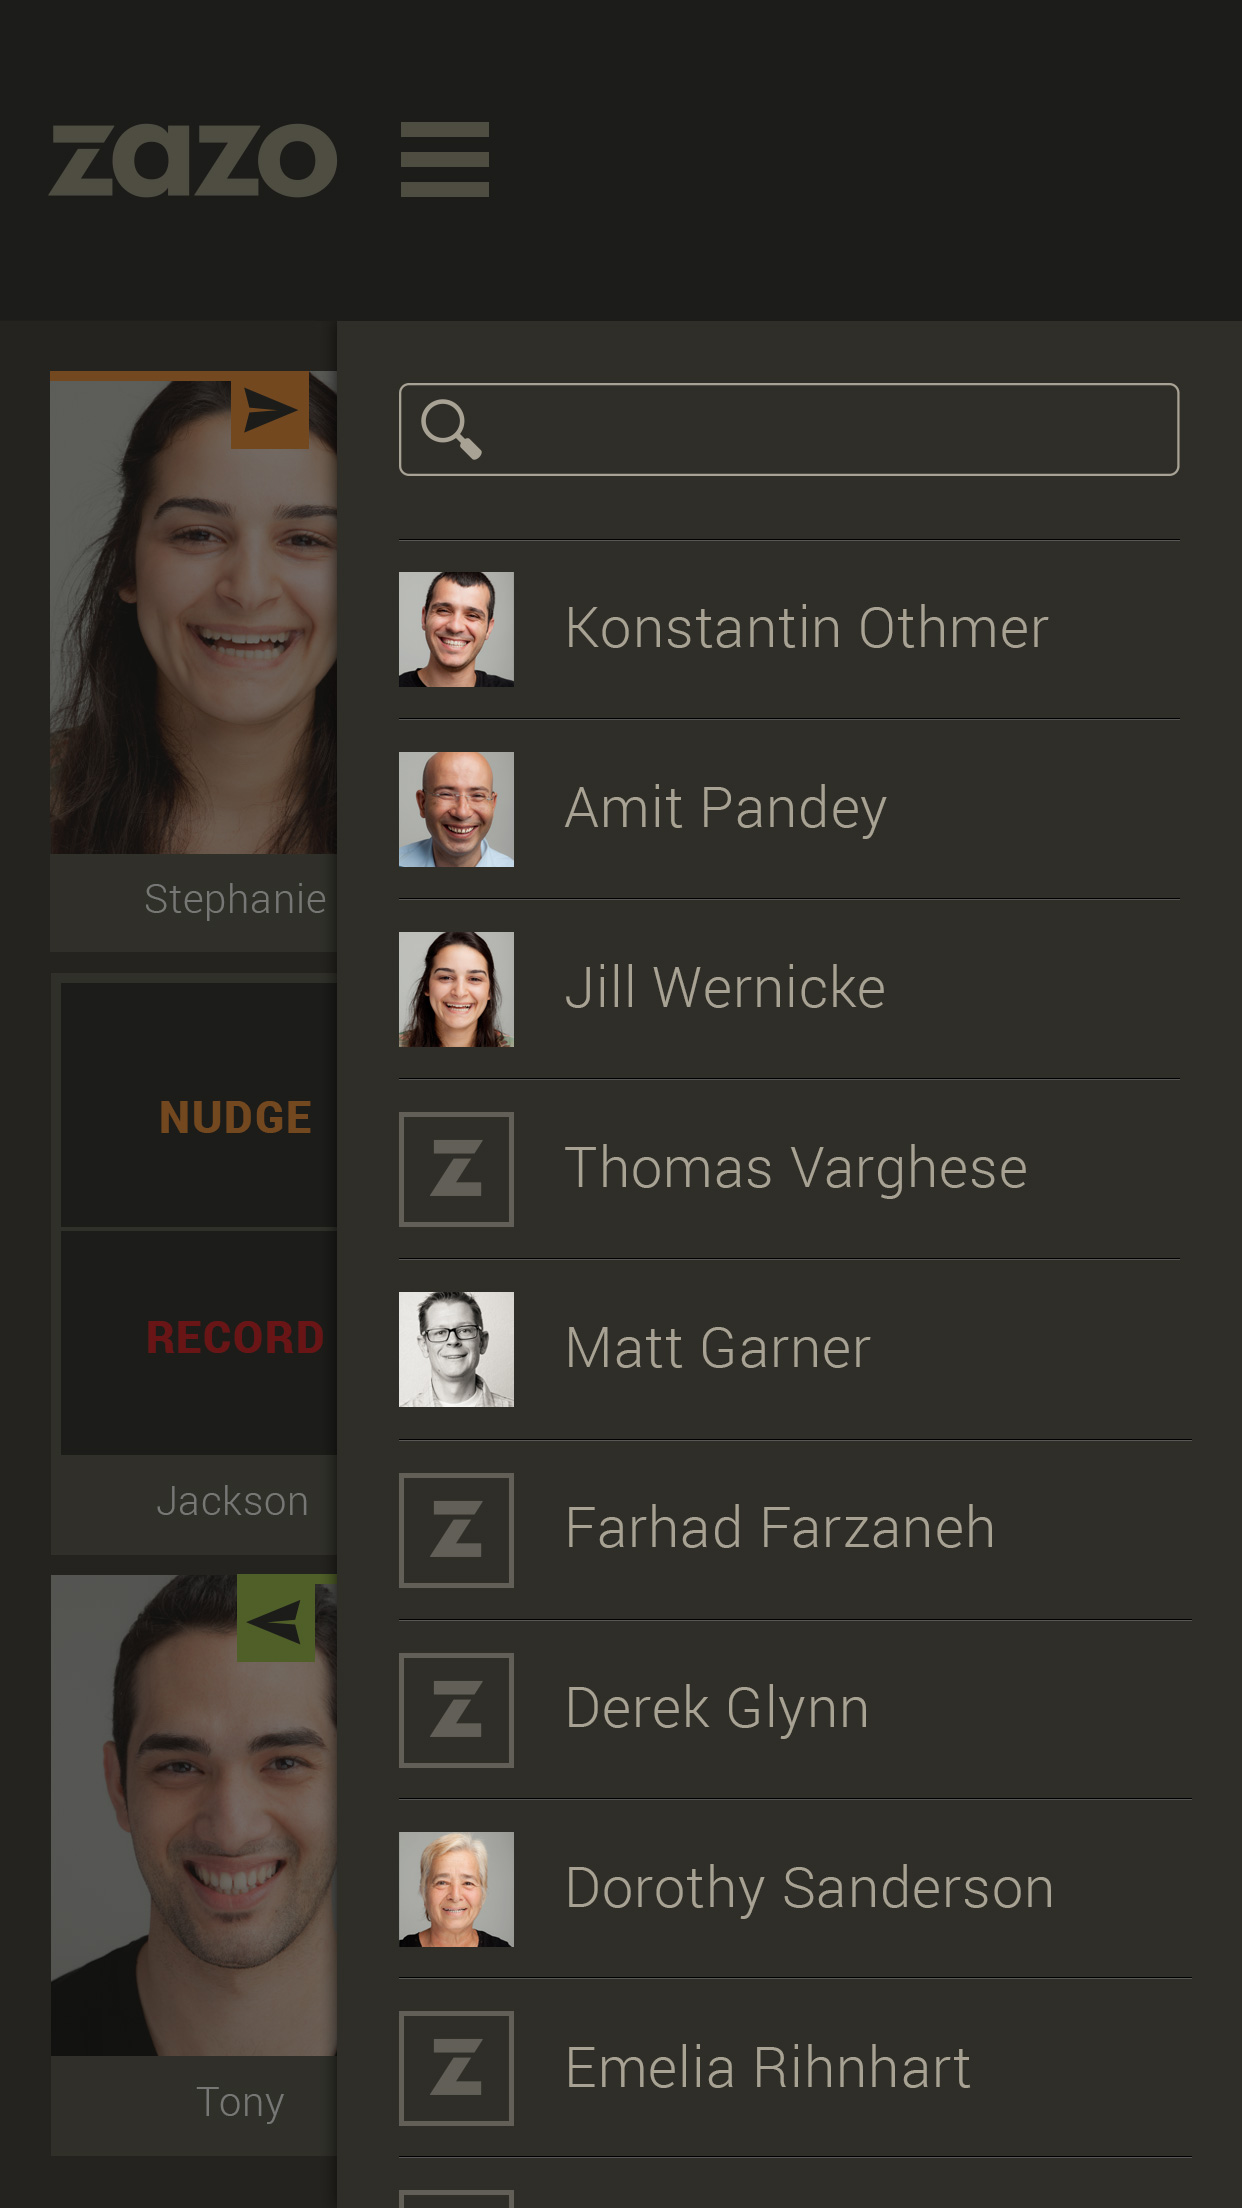 zazo
Stephanie
NUDGE
RECORD
Jackson
Tony
Konstantin Othmer
Amit Pandey
Jill Wernicke
Z
Thomas Varghese
Matt Garner
Z
Farhad Farzaneh
Z
Derek Glynn
Dorothy Sanderson
Z
Emelia Rihnhart